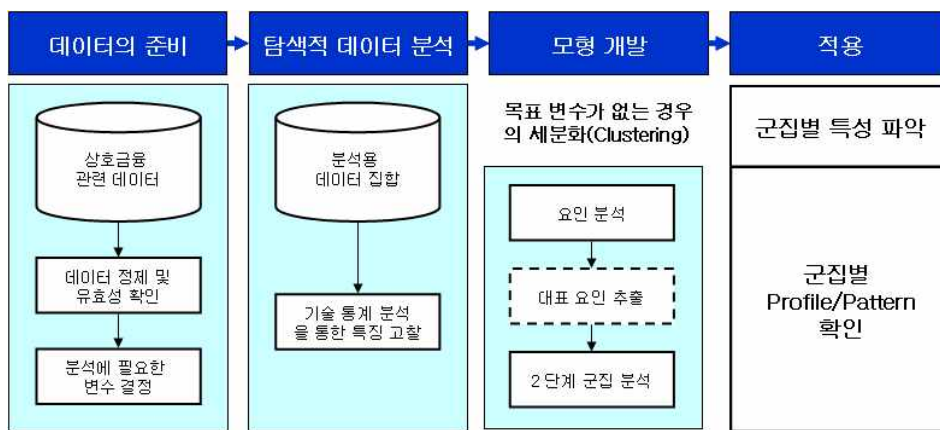 데이터의 준비
탐색적 데이터 분석
모형 개발
적용
상호금융
관련 데이터
데이터 정제 및
유효성 확인
분석에 필요한
변수 결정
분석용
데이터 집합
기술 통계 분석
을 통한 특징 고찰
목표 변수가 없는 경우
의 세분화(Clustering)
요인 분석
대표 요인 추출
2 단계 군집 분석
군집별 특성 파악
군집별
Profile/Pattern
확인